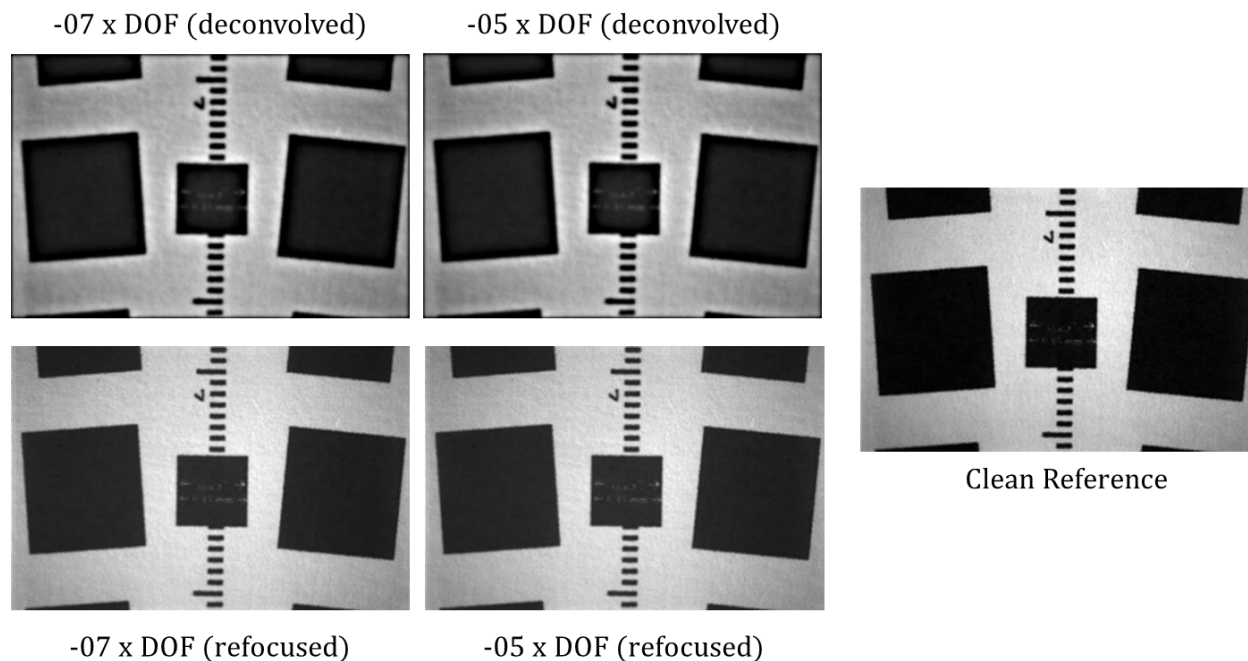 -07 x DOF (deconvolved)
-05 x DOF (deconvolved)
Clean Reference
-07 x DOF (refocused)
-05 x DOF (refocused)